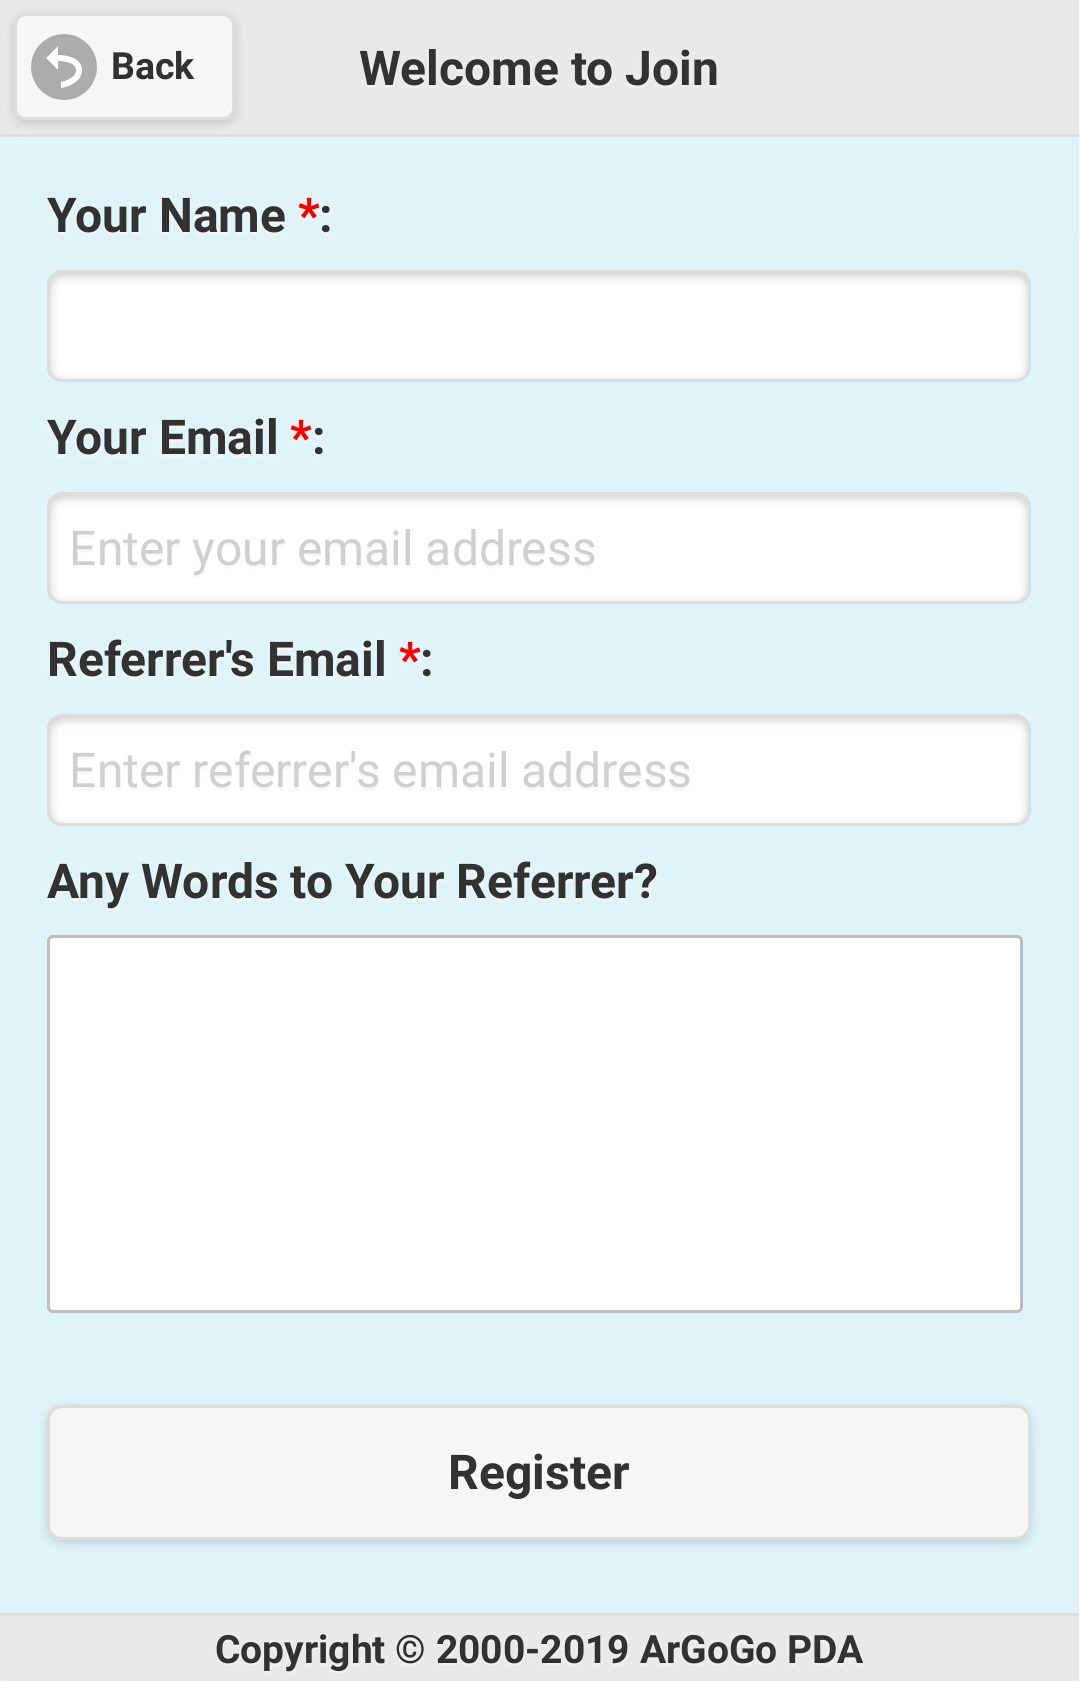 Back
Welcome to Join
Your Name *:
Your Email *:
Enter your email address
Referrer's Email *:
Enter referrer's email address
Any Words to Your Referrer?
Register
Copyright © 2000-2019 ArGoGo PDA